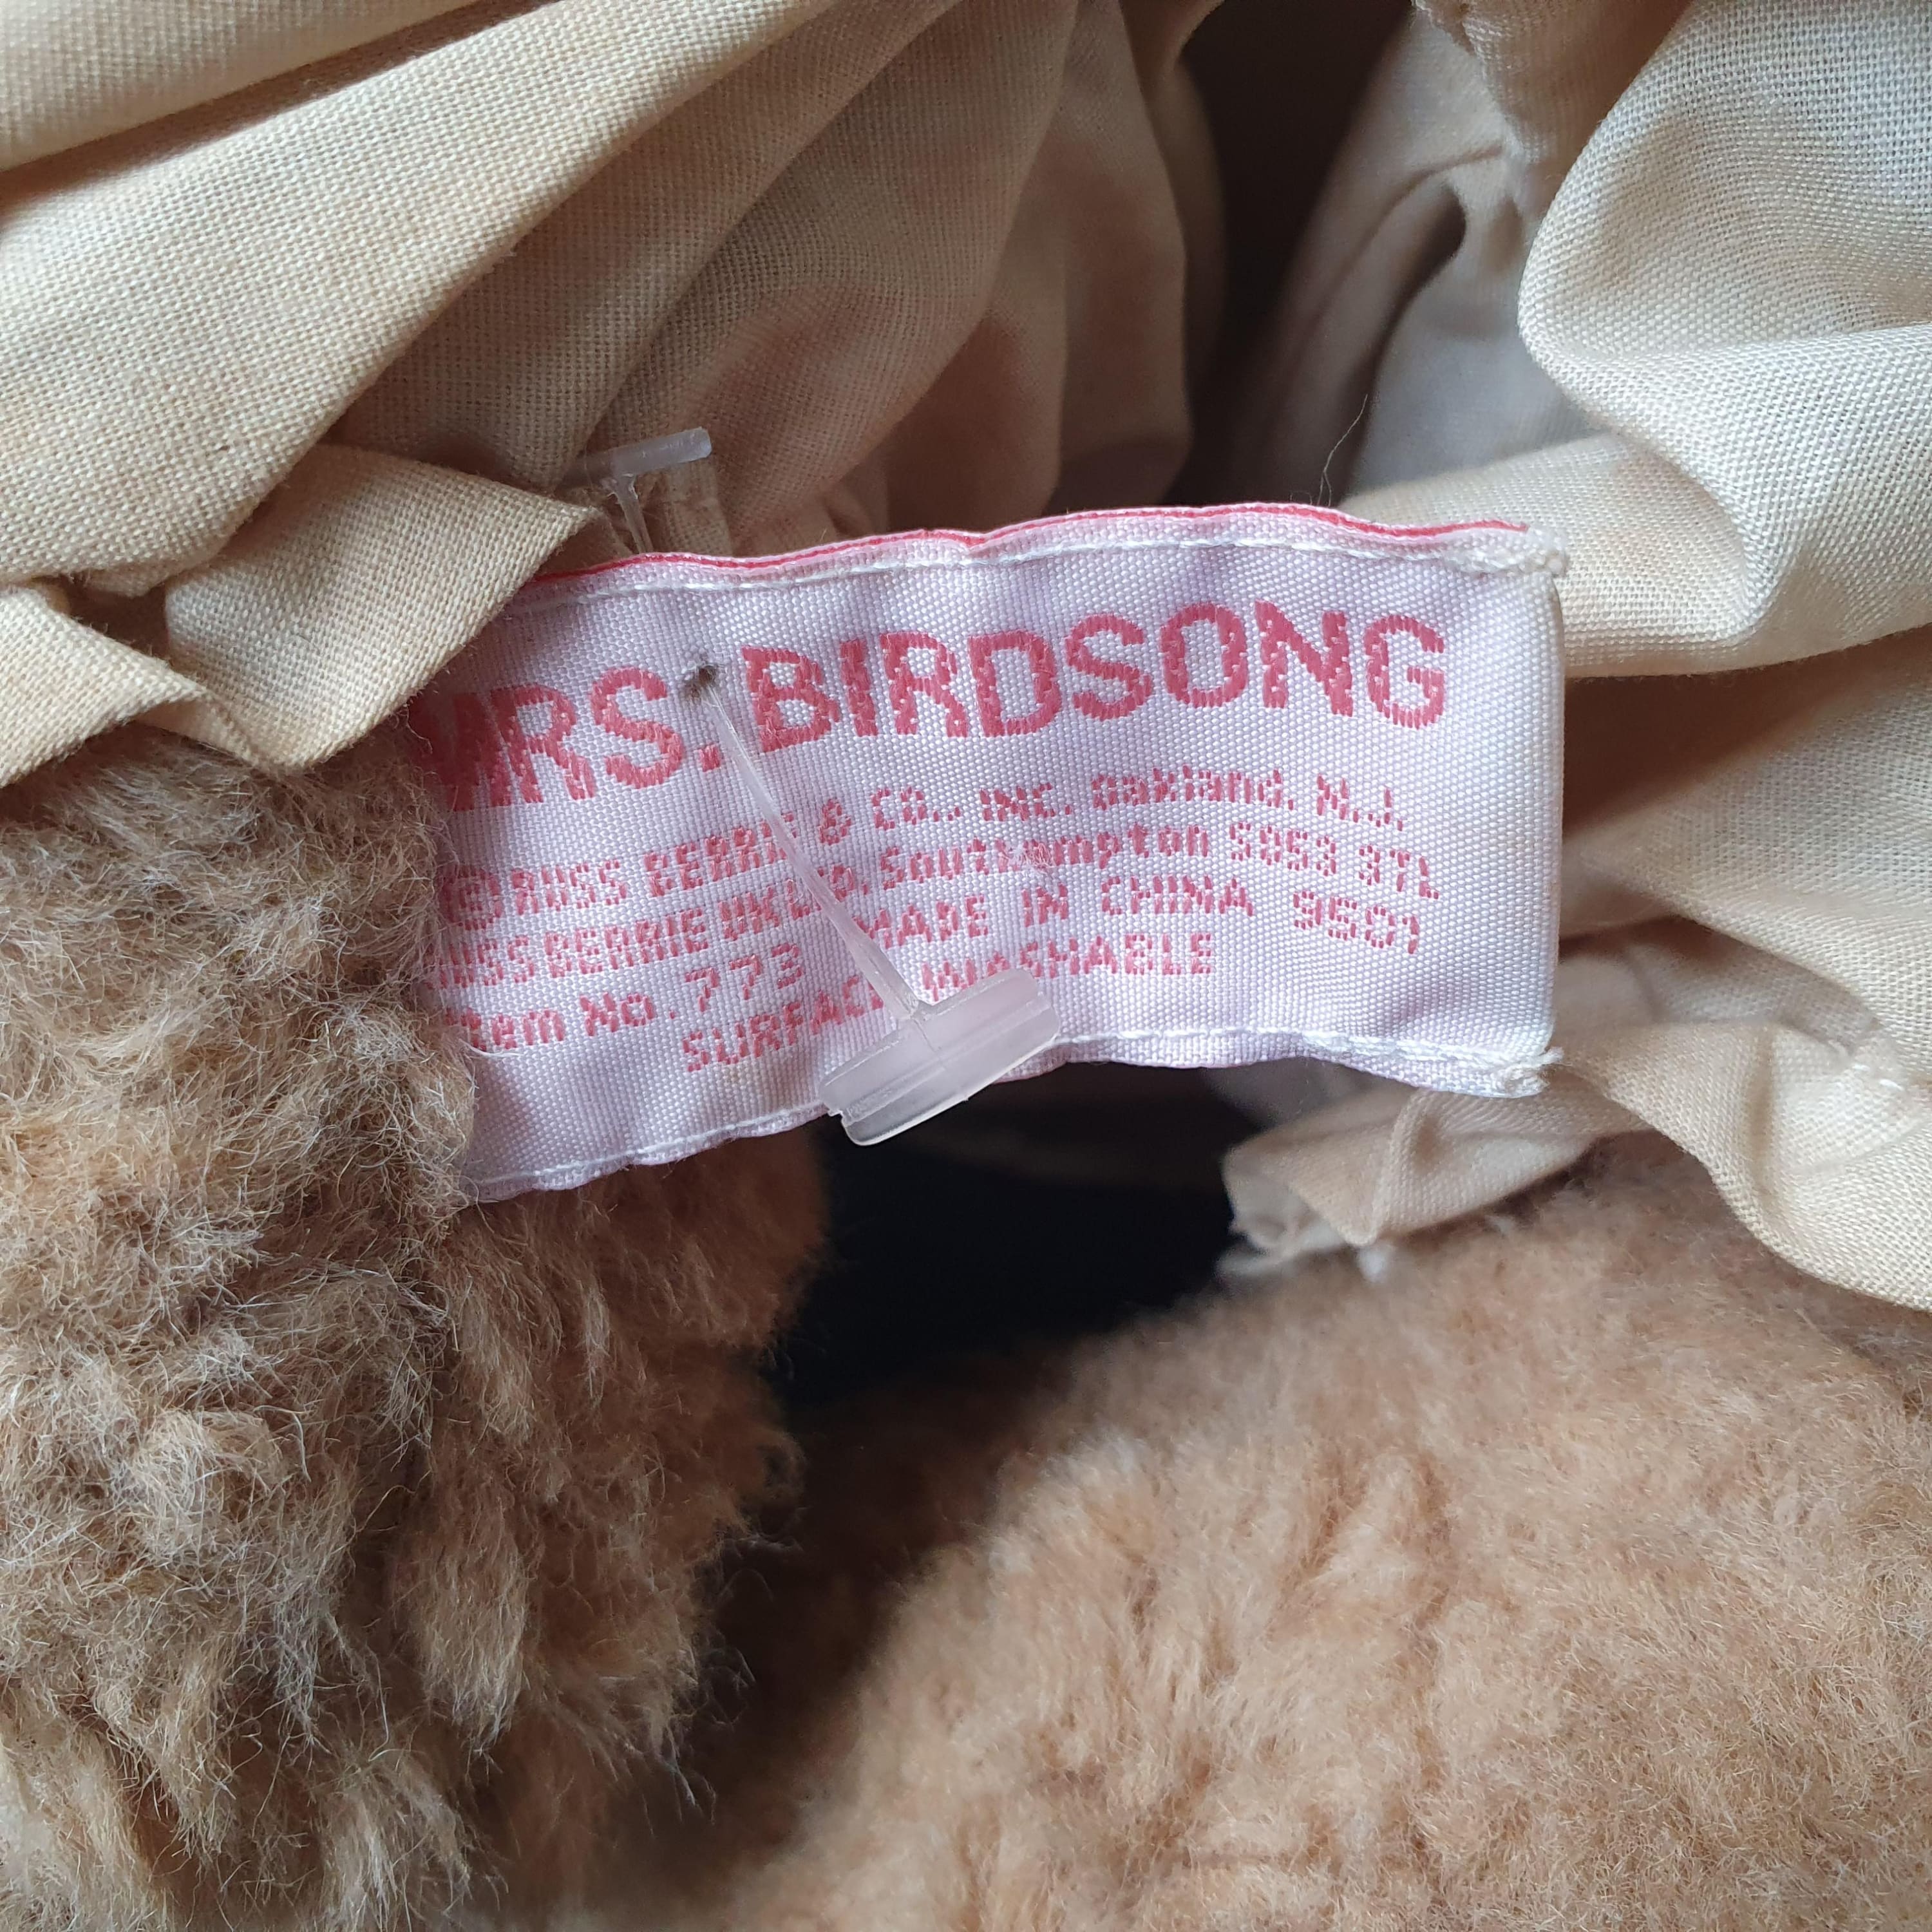 MRS. BIRDSONG
© RUSS BERRIE & CO., INC. Oakland, N.J.
RUSS BERRIE UK Ltd. Southampton SO53 3TL
Item No. 773 MADE IN CHINA 9501
SURFACE WASHABLE